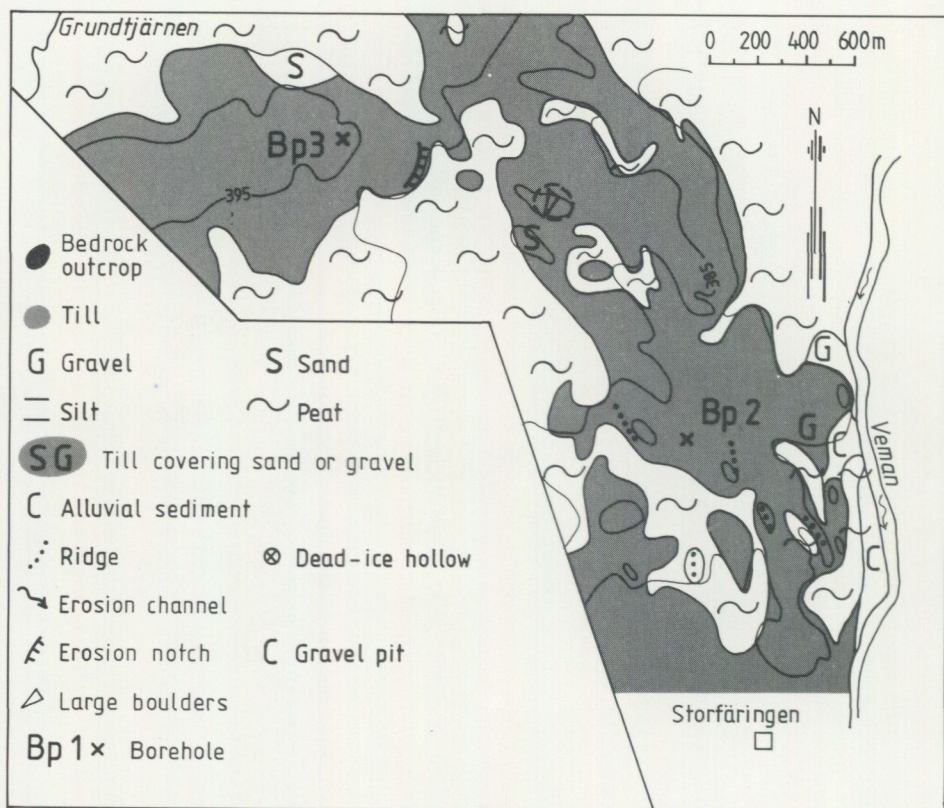 Grundtjärnen
0 200 400 600m
S
N
Bp3 ×
395
S
385
G
Bp 2
×
G
C
Veman
C
Bedrock
outcrop
Till
G Gravel
S Sand
Silt
Peat
SG Till covering sand or gravel
C Alluvial sediment
Ridge
Dead-ice hollow
Erosion channel
Erosion notch
C Gravel pit
Large boulders
Bp 1 × Borehole
Storfäringen